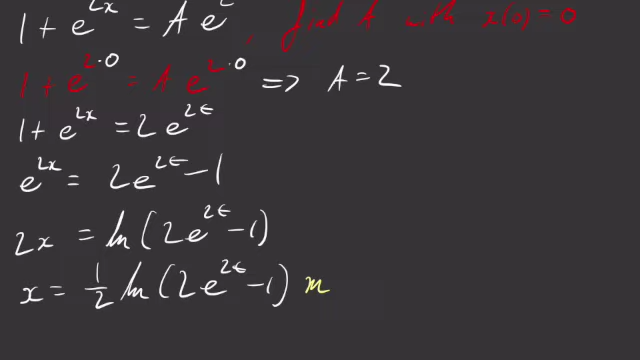 1 + e^{2x} = A e^{2}, find A with x(0) = 0
1 + e^{2·0} = A e^{2·0} => A = 2
1 + e^{2x} = 2e^{2t}
e^{2x} = 2e^{2t} - 1
2x = ln(2e^{2t} - 1)
x = 1/2 ln(2e^{2t} - 1) m